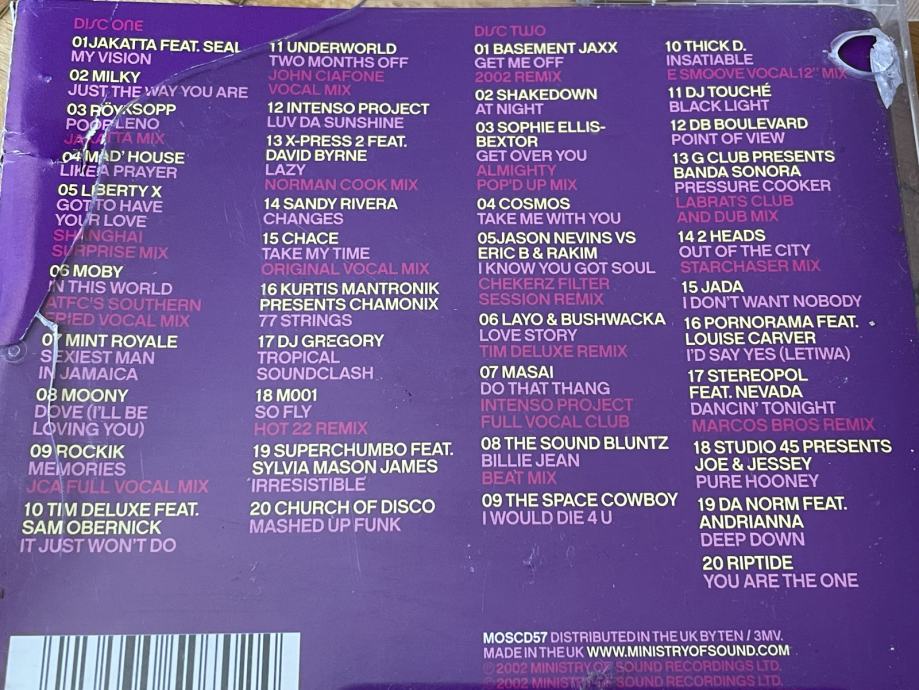 DISC ONE
01 JAKATTA FEAT. SEAL
MY VISION
02 MILKY
JUST THE WAY YOU ARE
03 RÖYKSOPP
POOR LENO
JAKATTA MIX
04 MAD' HOUSE
LIKE A PRAYER
05 LIBERTY X
GOT TO HAVE
YOUR LOVE
SHANGHAI
SURPRISE MIX
06 MOBY
IN THIS WORLD
ATFC'S SOUTHERN
FRIED VOCAL MIX
07 MINT ROYALE
SEXIEST MAN
IN JAMAICA
08 MOONY
DOVE (I'LL BE
LOVING YOU)
09 ROCKIK
MEMORIES
JCA FULL VOCAL MIX
10 TIM DELUXE FEAT.
SAM OBERNICK
IT JUST WON'T DO
11 UNDERWORLD
TWO MONTHS OFF
JOHN CIAFONE
VOCAL MIX
12 INTENSO PROJECT
LUV DA SUNSHINE
13 X-PRESS 2 FEAT.
DAVID BYRNE
LAZY
NORMAN COOK MIX
14 SANDY RIVERA
CHANGES
15 CHACE
TAKE MY TIME
ORIGINAL VOCAL MIX
16 KURTIS MANTRONIK
PRESENTS CHAMONIX
77 STRINGS
17 DJ GREGORY
TROPICAL
SOUNDCLASH
18 M001
SO FLY
HOT 22 REMIX
19 SUPERCHUMBO FEAT.
SYLVIA MASON JAMES
IRRESISTIBLE
20 CHURCH OF DISCO
MASHED UP FUNK
DISC TWO
01 BASEMENT JAXX
GET ME OFF
2002 REMIX
02 SHAKEDOWN
AT NIGHT
03 SOPHIE ELLIS-
BEXTOR
GET OVER YOU
ALMIGHTY
POP'D UP MIX
04 COSMOS
TAKE ME WITH YOU
05 JASON NEVINS VS
ERIC B & RAKIM
I KNOW YOU GOT SOUL
CHEKERZ FILTER
SESSION REMIX
06 LAYO & BUSHWACKA
LOVE STORY
TIM DELUXE REMIX
07 MASAI
DO THAT THANG
INTENSO PROJECT
FULL VOCAL CLUB
08 THE SOUND BLUNTZ
BILLIE JEAN
BEAT MIX
09 THE SPACE COWBOY
I WOULD DIE 4 U
10 THICK D.
INSATIABLE
E SMOOVE VOCAL 12" MIX
11 DJ TOUCHÉ
BLACK LIGHT
12 DB BOULEVARD
POINT OF VIEW
13 G CLUB PRESENTS
BANDA SONORA
PRESSURE COOKER
LABRATS CLUB
AND DUB MIX
14 2 HEADS
OUT OF THE CITY
STARCHASER MIX
15 JADA
I DON'T WANT NOBODY
16 PORNORAMA FEAT.
LOUISE CARVER
I'D SAY YES (LETIWA)
17 STEREOPOL
FEAT. NEVADA
DANCIN' TONIGHT
MARCOS BROS REMIX
18 STUDIO 45 PRESENTS
JOE & JESSEY
PURE HOONEY
19 DA NORM FEAT.
ANDRIANNA
DEEP DOWN
20 RIPTIDE
YOU ARE THE ONE
MOSCD57 DISTRIBUTED IN THE UK BY TEN / 3MV.
MADE IN THE UK WWW.MINISTRYOFSOUND.COM
℗ 2002 MINISTRY OF SOUND RECORDINGS LTD.
© 2002 MINISTRY OF SOUND RECORDINGS LTD.